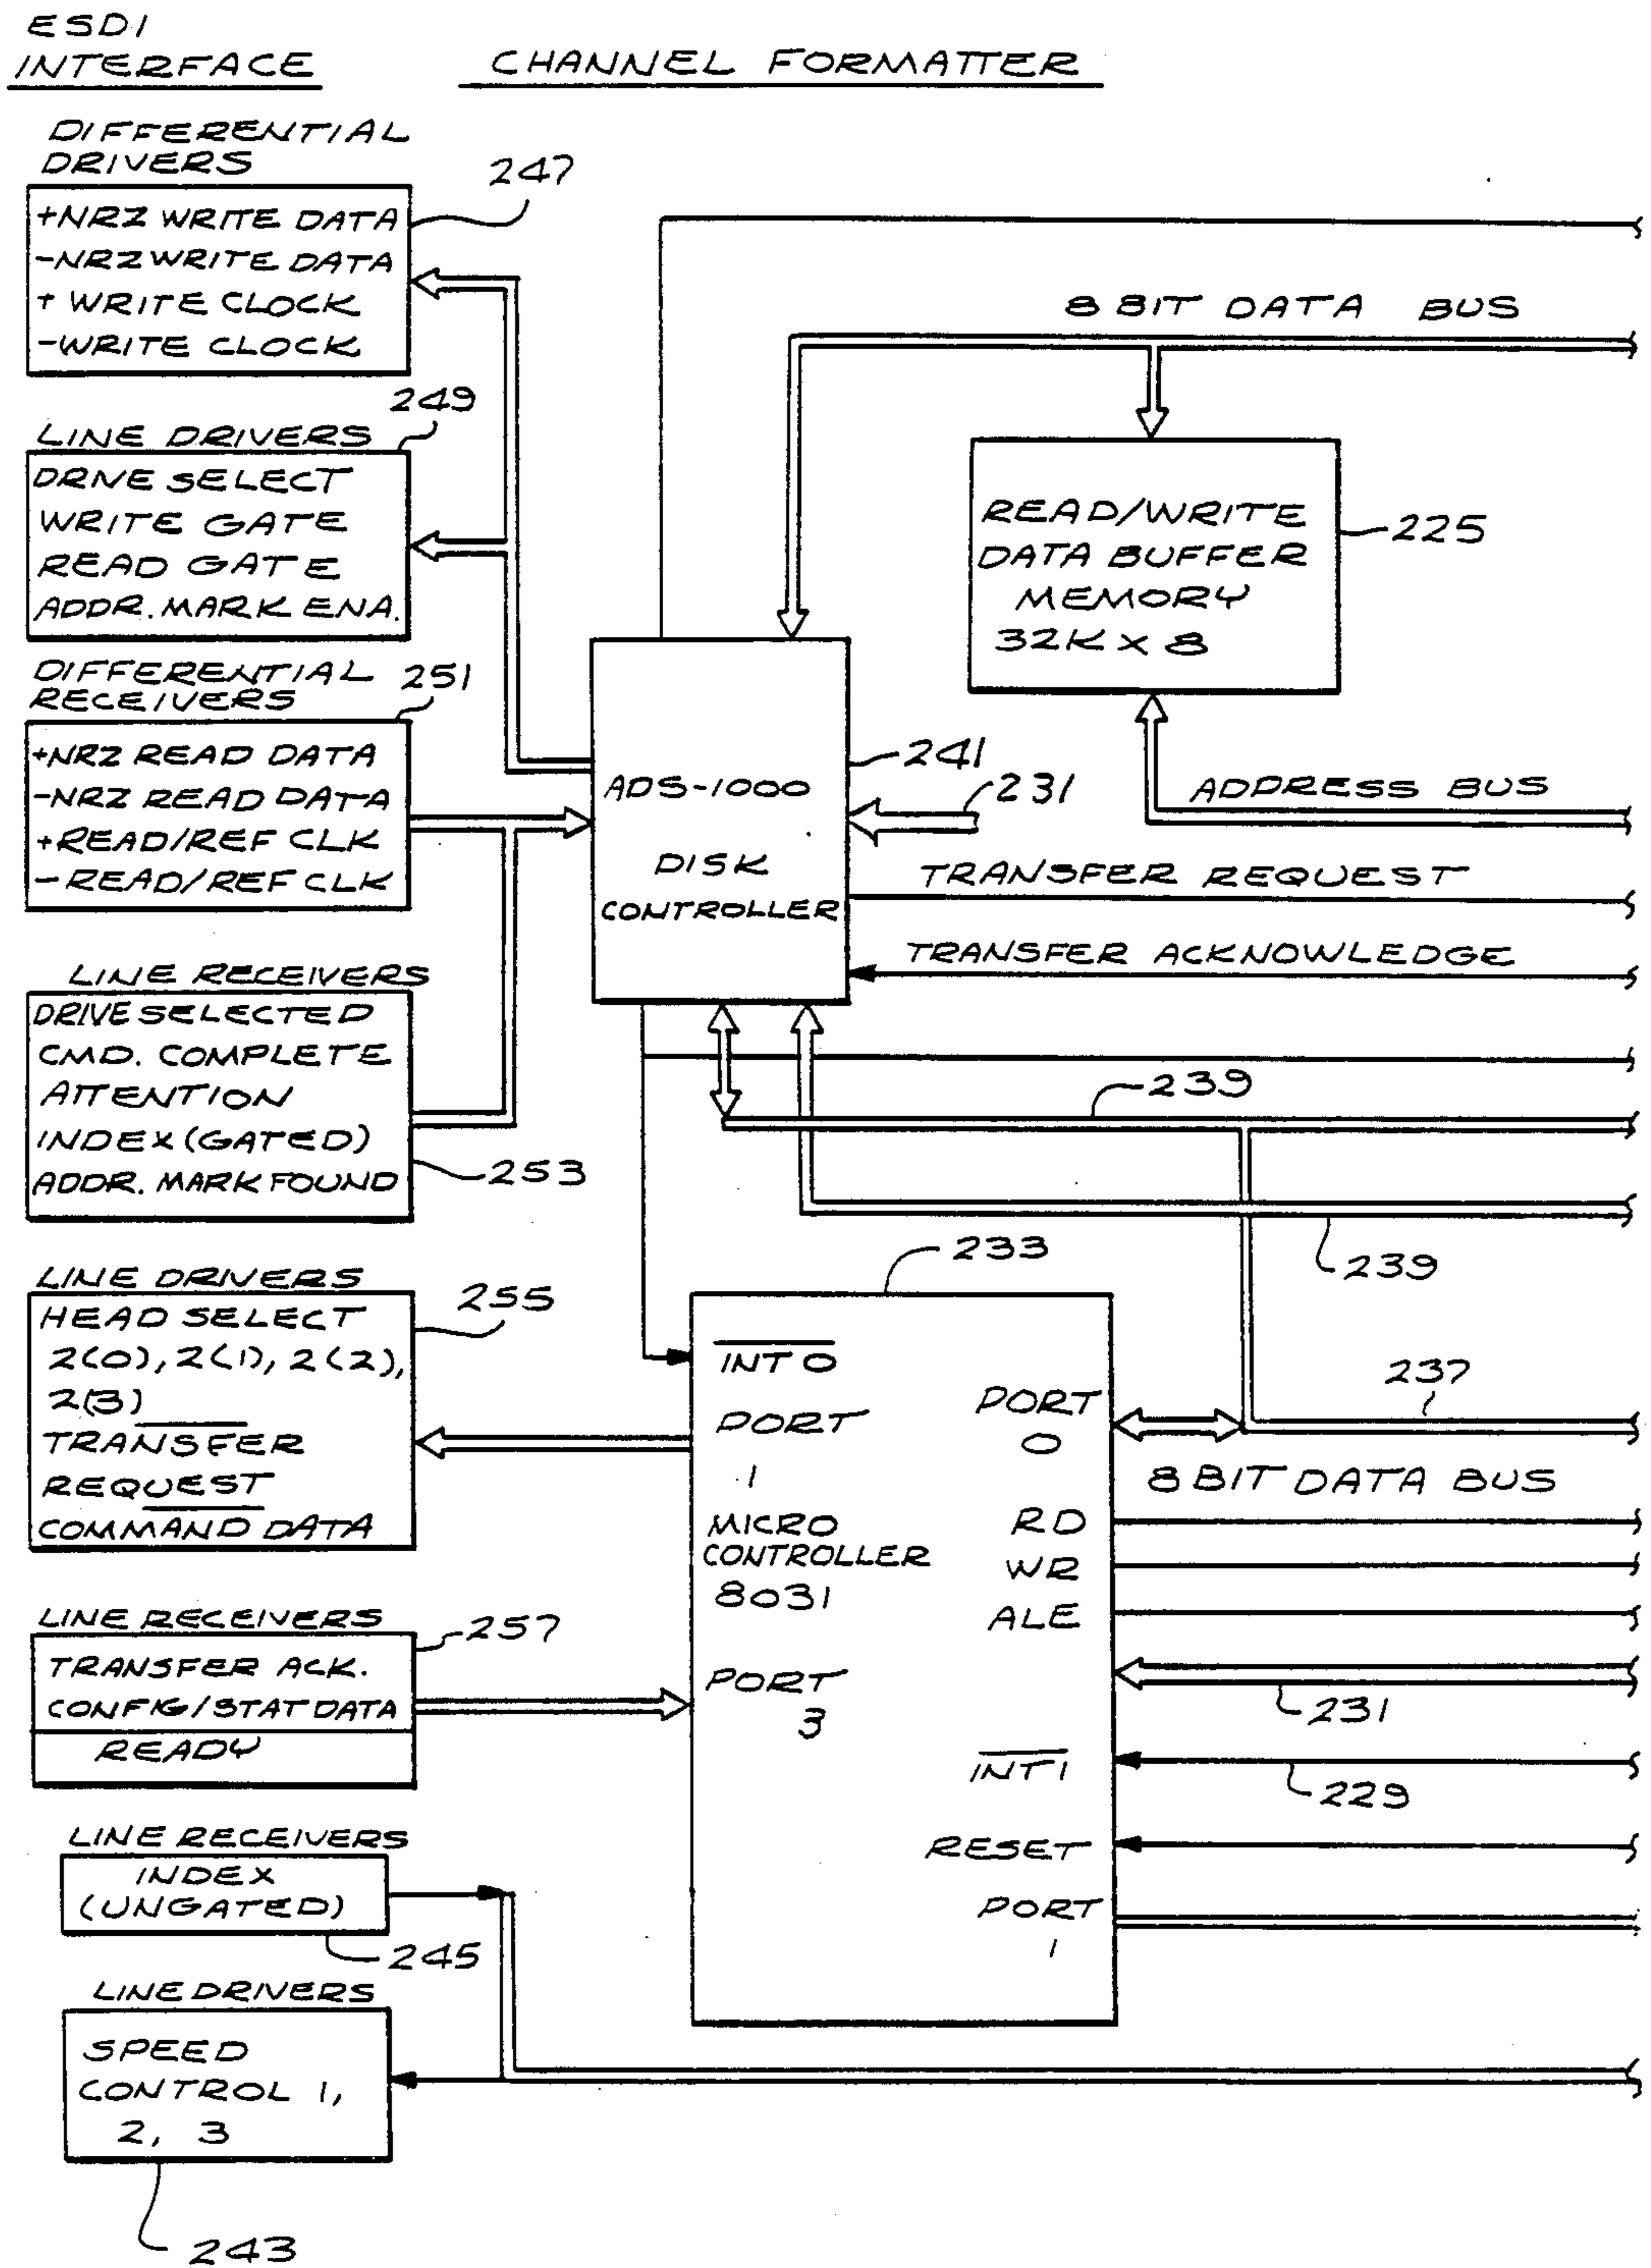 ESDI
INTERFACE
CHANNEL FORMATTER
DIFFERENTIAL
DRIVERS
247
+NRZ WRITE DATA
-NRZ WRITE DATA
+ WRITE CLOCK
-WRITE CLOCK
8 BIT DATA BUS
249
LINE DRIVERS
DRIVE SELECT
WRITE GATE
READ GATE
ADDR. MARK ENA.
READ/WRITE
DATA BUFFER
MEMORY
32K X 8
225
DIFFERENTIAL
RECEIVERS
251
+NRZ READ DATA
-NRZ READ DATA
+READ/REF CLK
-READ/REF CLK
ADS-1000
DISK
CONTROLLER
241
231
ADDRESS BUS
TRANSFER REQUEST
TRANSFER ACKNOWLEDGE
LINE RECEIVERS
DRIVE SELECTED
CMD. COMPLETE
ATTENTION
INDEX (GATED)
ADDR. MARK FOUND
253
239
239
233
LINE DRIVERS
255
HEAD SELECT
2(0), 2(1), 2(2),
2(3)
TRANSFER
REQUEST
COMMAND DATA
INT 0
PORT
1
MICRO
CONTROLLER
8031
PORT
3
PORT
0
237
8 BIT DATA BUS
RD
WR
ALE
231
INT 1
229
RESET
PORT
1
LINE RECEIVERS
257
TRANSFER ACK.
CONFIG/STAT DATA
READY
LINE RECEIVERS
INDEX
(UNGATED)
245
LINE DRIVERS
SPEED
CONTROL 1,
2, 3
243